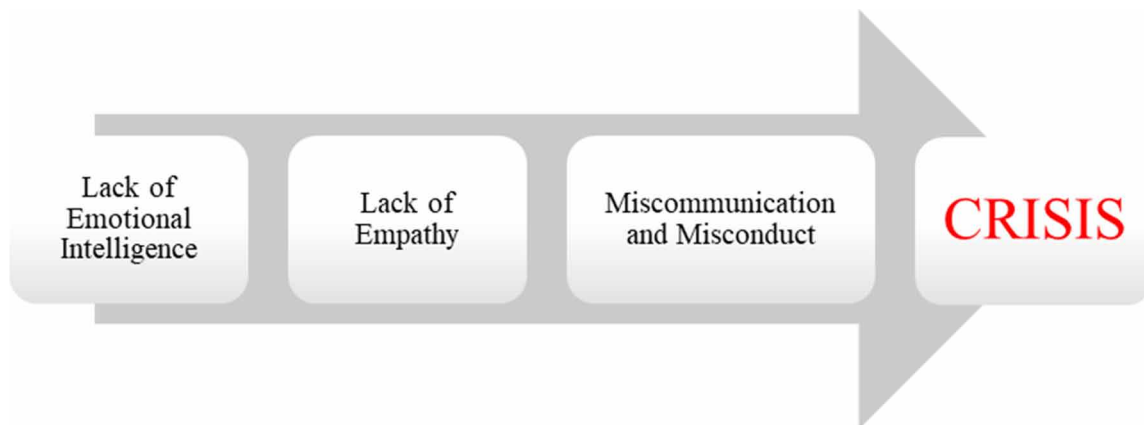 Lack of
Emotional
Intelligence
Lack of
Empathy
Miscommunication
and Misconduct
CRISIS